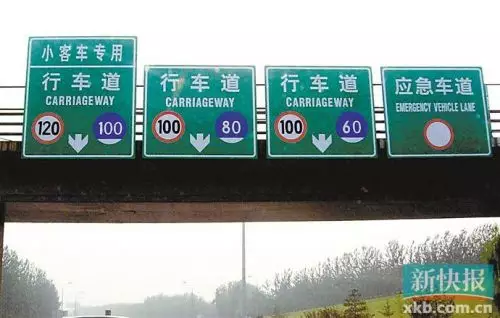 小客车专用
行车道
CARRIAGEWAY
120 100
行车道
CARRIAGEWAY
100 80
行车道
CARRIAGEWAY
100 60
应急车道
EMERGENCY VEHICLE LANE
新快报
xkb.com.cn